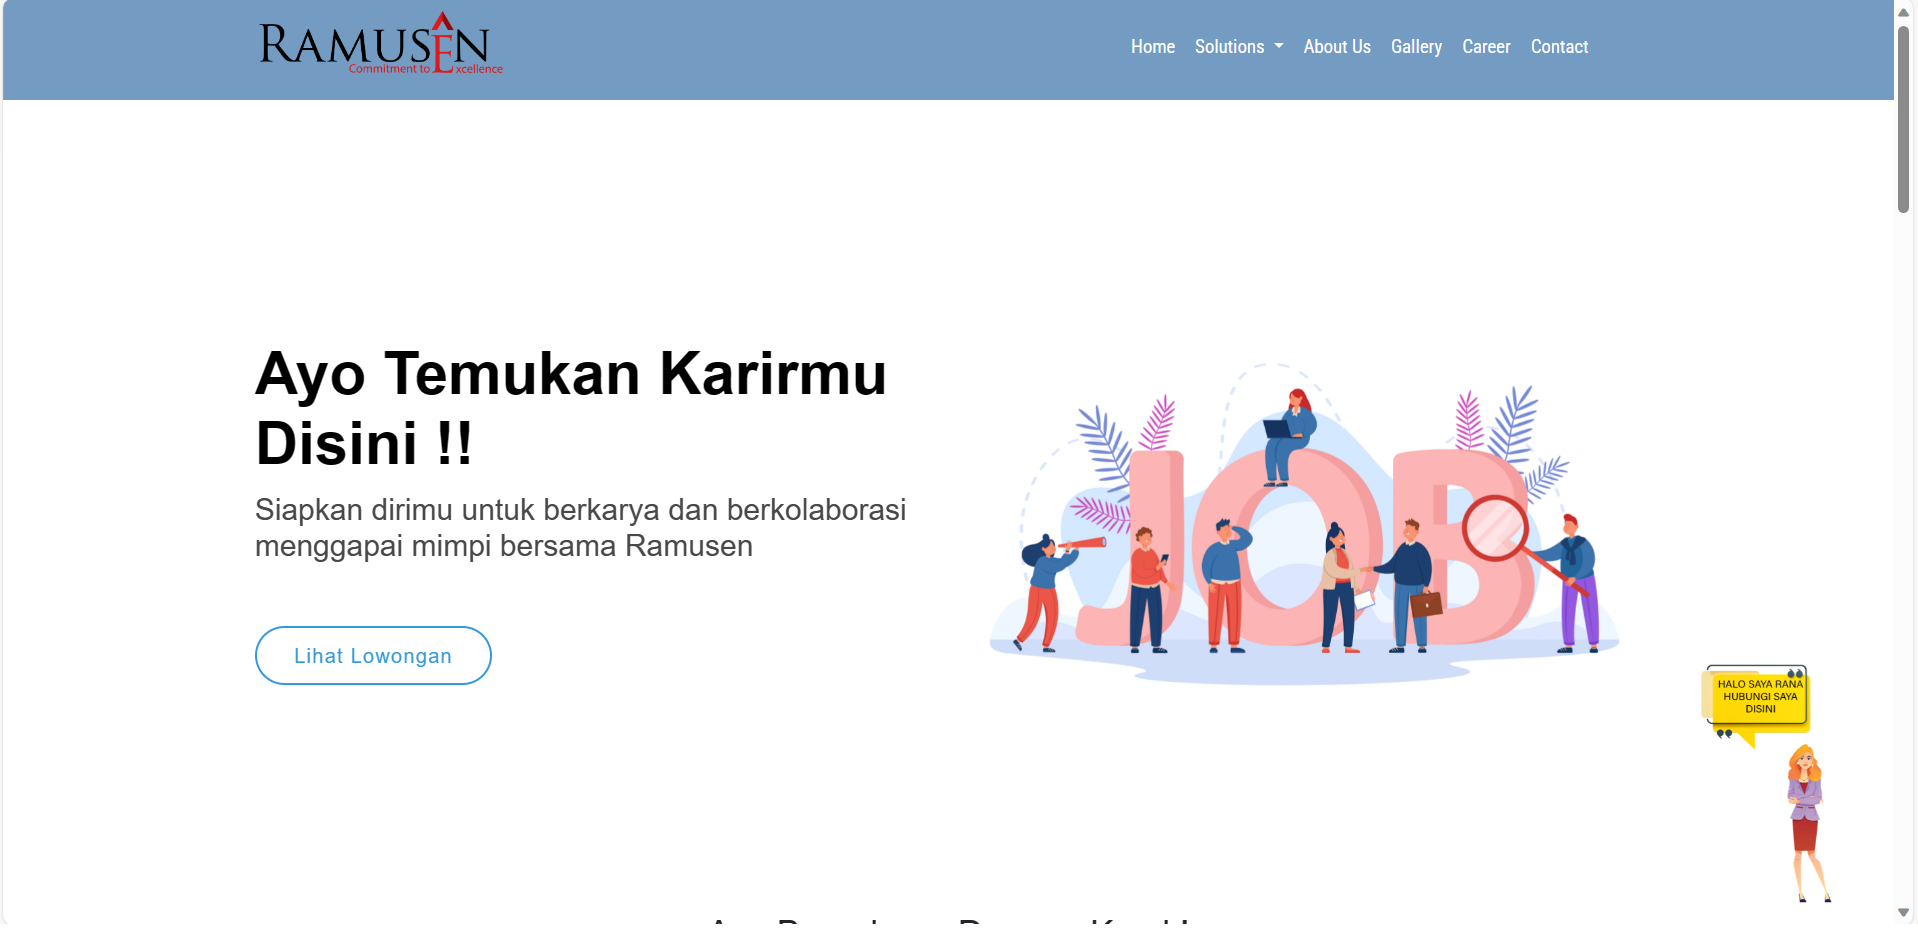 RAMUSEN
Commitment to Excellence
Home Solutions About Us Gallery Career Contact
Ayo Temukan Karirmu
Disini !!
Siapkan dirimu untuk berkarya dan berkolaborasi
menggapai mimpi bersama Ramusen
Lihat Lowongan
JOB
HALO SAYA RANA
HUBUNGI SAYA
DISINI